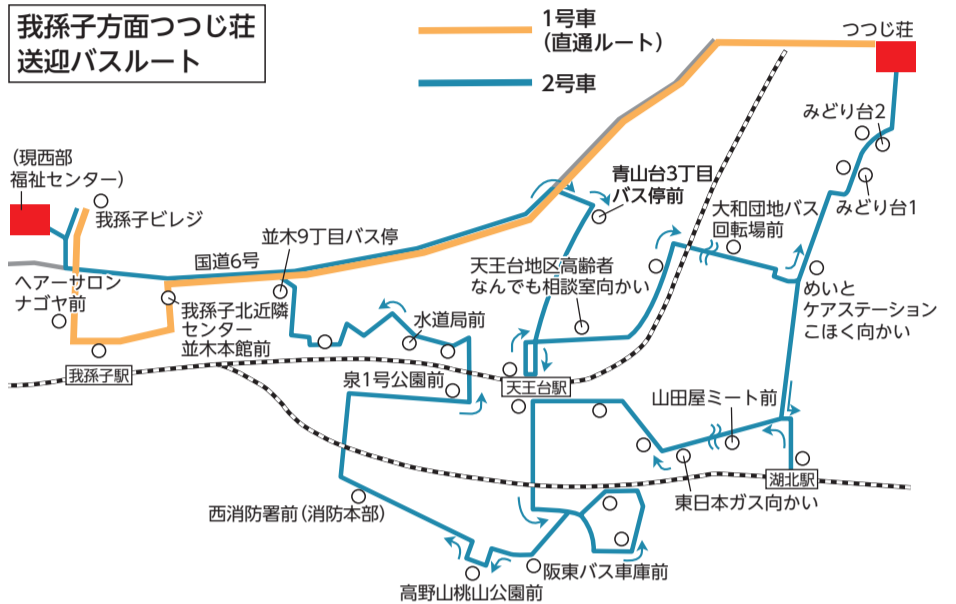 我孫子方面つつじ荘
送迎バスルート
1号車
(直通ルート)
2号車
つつじ荘
みどり台2
みどり台1
(現西部
福祉センター)
我孫子ビレジ
青山台3丁目
バス停前
大和団地バス
回転場前
並木9丁目バス停
国道6号
天王台地区高齢者
なんでも相談室向かい
めいと
ケアステーション
こほく向かい
ヘアーサロン
ナゴヤ前
我孫子北近隣
センター
並木本館前
水道局前
我孫子駅
泉1号公園前
天王台駅
山田屋ミート前
湖北駅
東日本ガス向かい
西消防署前(消防本部)
阪東バス車庫前
高野山桃山公園前